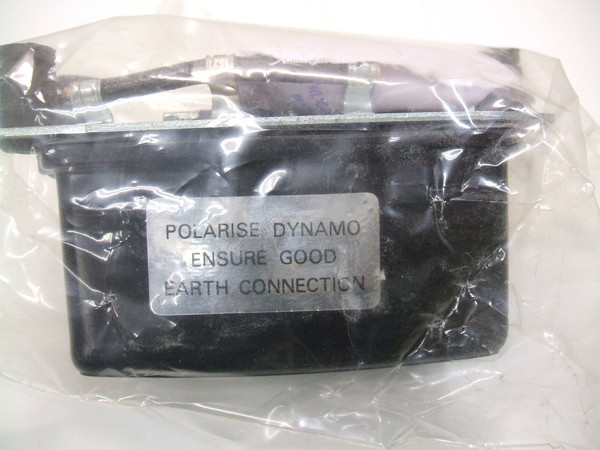 POLARISE DYNAMO
ENSURE GOOD
EARTH CONNECTION